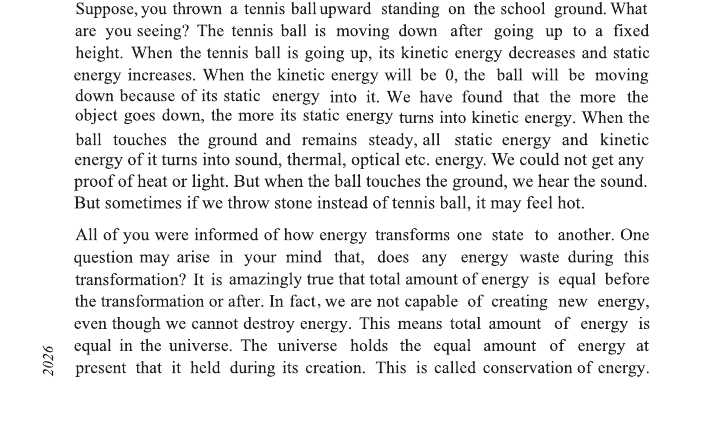 Suppose, you thrown a tennis ball upward standing on the school ground. What
are you seeing? The tennis ball is moving down after going up to a fixed
height. When the tennis ball is going up, its kinetic energy decreases and static
energy increases. When the kinetic energy will be 0, the ball will be moving
down because of its static energy into it. We have found that the more the
object goes down, the more its static energy turns into kinetic energy. When the
ball touches the ground and remains steady, all static energy and kinetic
energy of it turns into sound, thermal, optical etc. energy. We could not get any
proof of heat or light. But when the ball touches the ground, we hear the sound.
But sometimes if we throw stone instead of tennis ball, it may feel hot.
All of you were informed of how energy transforms one state to another. One
question may arise in your mind that, does any energy waste during this
transformation? It is amazingly true that total amount of energy is equal before
the transformation or after. In fact, we are not capable of creating new energy,
even though we cannot destroy energy. This means total amount of energy is
equal in the universe. The universe holds the equal amount of energy at
present that it held during its creation. This is called conservation of energy.
2026